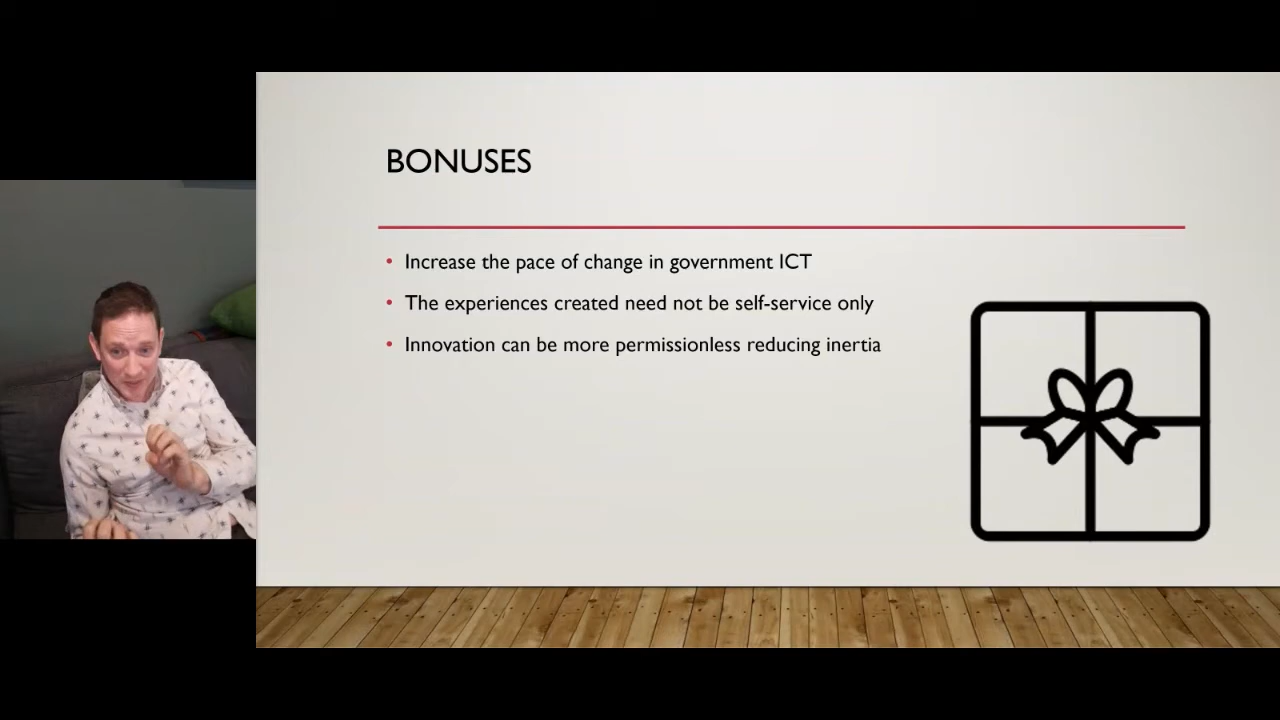 BONUSES
• Increase the pace of change in government ICT
• The experiences created need not be self-service only
• Innovation can be more permissionless reducing inertia